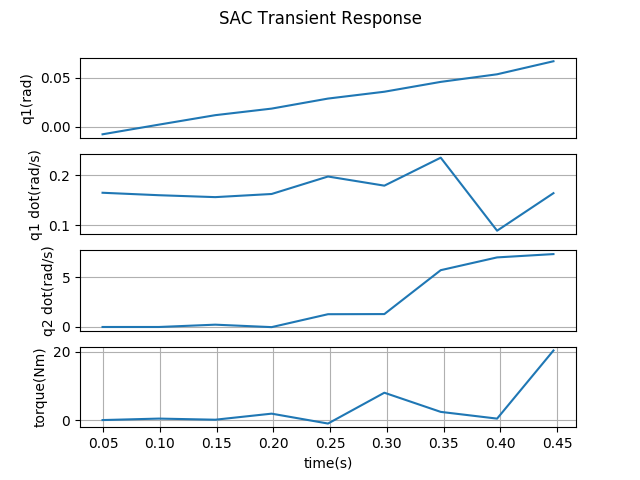 SAC Transient Response
q1(rad)
0.05
0.00
q1 dot(rad/s)
0.2
0.1
q2 dot(rad/s)
5
0
torque(Nm)
20
0
0.05 0.10 0.15 0.20 0.25 0.30 0.35 0.40 0.45
time(s)